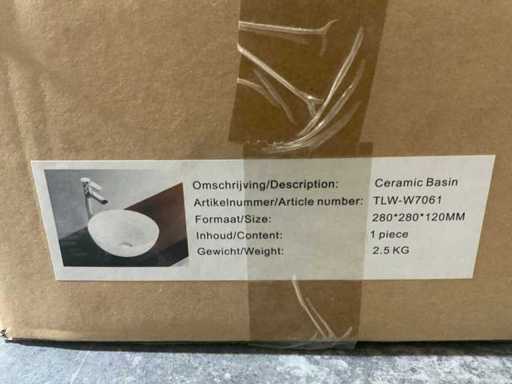 Omschrijving/Description: Ceramic Basin
Artikelnummer/Article number: TLW-W7061
Formaat/Size: 280*280*120MM
Inhoud/Content: 1 piece
Gewicht/Weight: 2.5 KG